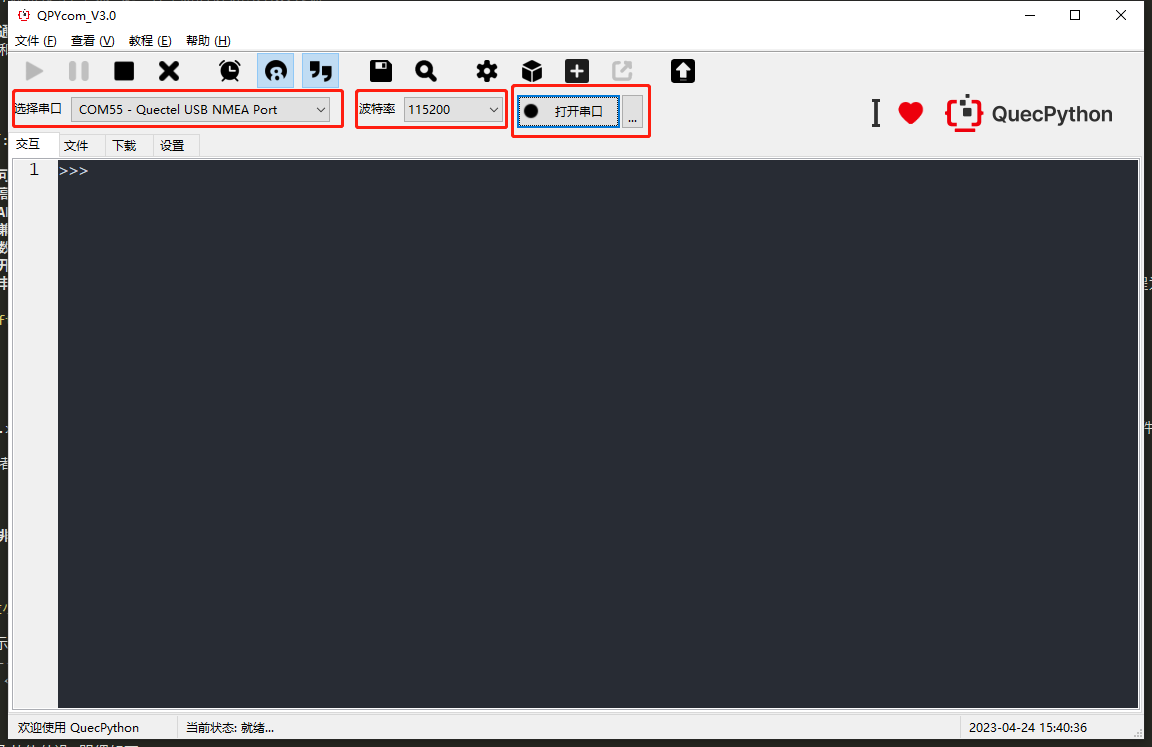 QPYcom_V3.0
文件 (F) 查看 (V) 教程 (E) 帮助 (H)
选择串口 COM55 - Quectel USB NMEA Port 波特率 115200 打开串口 ... I QuecPython
交互 文件 下载 设置
1 >>>
欢迎使用 QuecPython 当前状态: 就绪... 2023-04-24 15:40:36